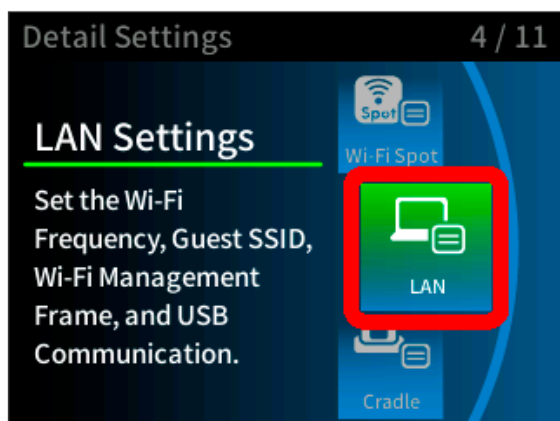 Detail Settings
4 / 11
LAN Settings
Set the Wi-Fi
Frequency, Guest SSID,
Wi-Fi Management
Frame, and USB
Communication.
Spot
Wi-Fi Spot
LAN
Cradle